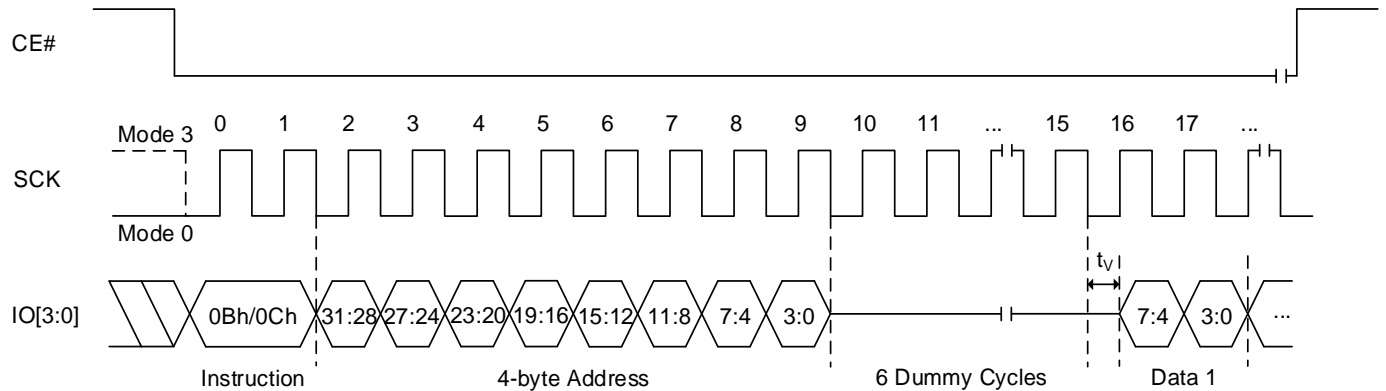 CE#
0 1 2 3 4 5 6 7 8 9 10 11 ... 15 16 17 ...
Mode 3
SCK
Mode 0
tV
IO[3:0] 0Bh/0Ch 31:28 27:24 23:20 19:16 15:12 11:8 7:4 3:0 7:4 3:0 ...
Instruction 4-byte Address 6 Dummy Cycles Data 1